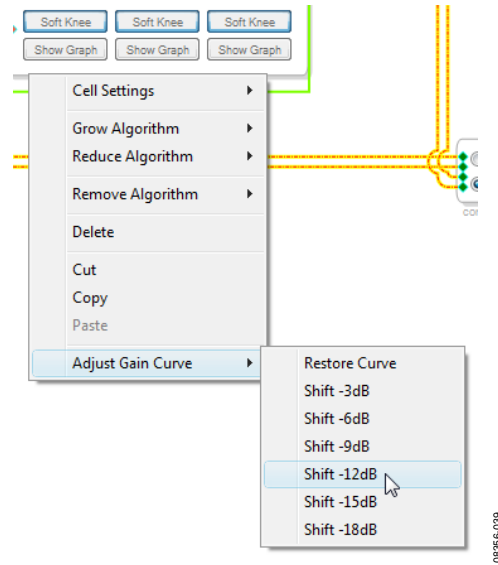 Soft Knee Soft Knee Soft Knee
Show Graph Show Graph Show Graph
Cell Settings
Grow Algorithm
Reduce Algorithm
Remove Algorithm
Delete
Cut
Copy
Paste
Adjust Gain Curve
Restore Curve
Shift -3dB
Shift -6dB
Shift -9dB
Shift -12dB
Shift -15dB
Shift -18dB
08356-039